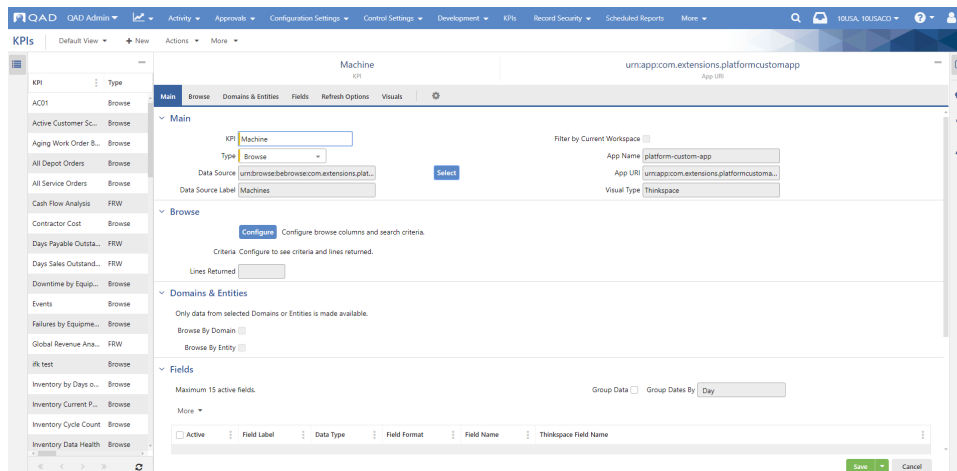 QAD QAD Admin Activity Approvals Configuration Settings Control Settings Development KPIs Record Security Scheduled Reports More 10USA, 10USACO
KPIs Default View + New Actions More
Machine
KPI
urn:app:com.extensions.platformcustomapp
App URI
KPI Type
AC01 Browse
Active Customer Sc... Browse
Aging Work Order B... Browse
All Depot Orders Browse
All Service Orders Browse
Cash Flow Analysis FRW
Contractor Cost Browse
Days Payable Outsta... FRW
Days Sales Outstand... FRW
Downtime by Equip... Browse
Events Browse
Failures by Equipme... Browse
Global Revenue Ana... FRW
ifk test Browse
Inventory by Days o... Browse
Inventory Current P... Browse
Inventory Cycle Count Browse
Inventory Data Health Browse
Main Browse Domains & Entities Fields Refresh Options Visuals
Main
KPI Machine Filter by Current Workspace
Type Browse App Name platform-custom-app
Data Source urn:browse:bebrowse:com.extensions.plat... Select App URI urn:app:com.extensions.platformcustoma...
Data Source Label Machines Visual Type Thinkspace
Browse
Configure Configure browse columns and search criteria.
Criteria Configure to see criteria and lines returned.
Lines Returned
Domains & Entities
Only data from selected Domains or Entities is made available.
Browse By Domain
Browse By Entity
Fields
Maximum 15 active fields. Group Data Group Dates By Day
More
Active Field Label Data Type Field Format Field Name Thinkspace Field Name
Save Cancel